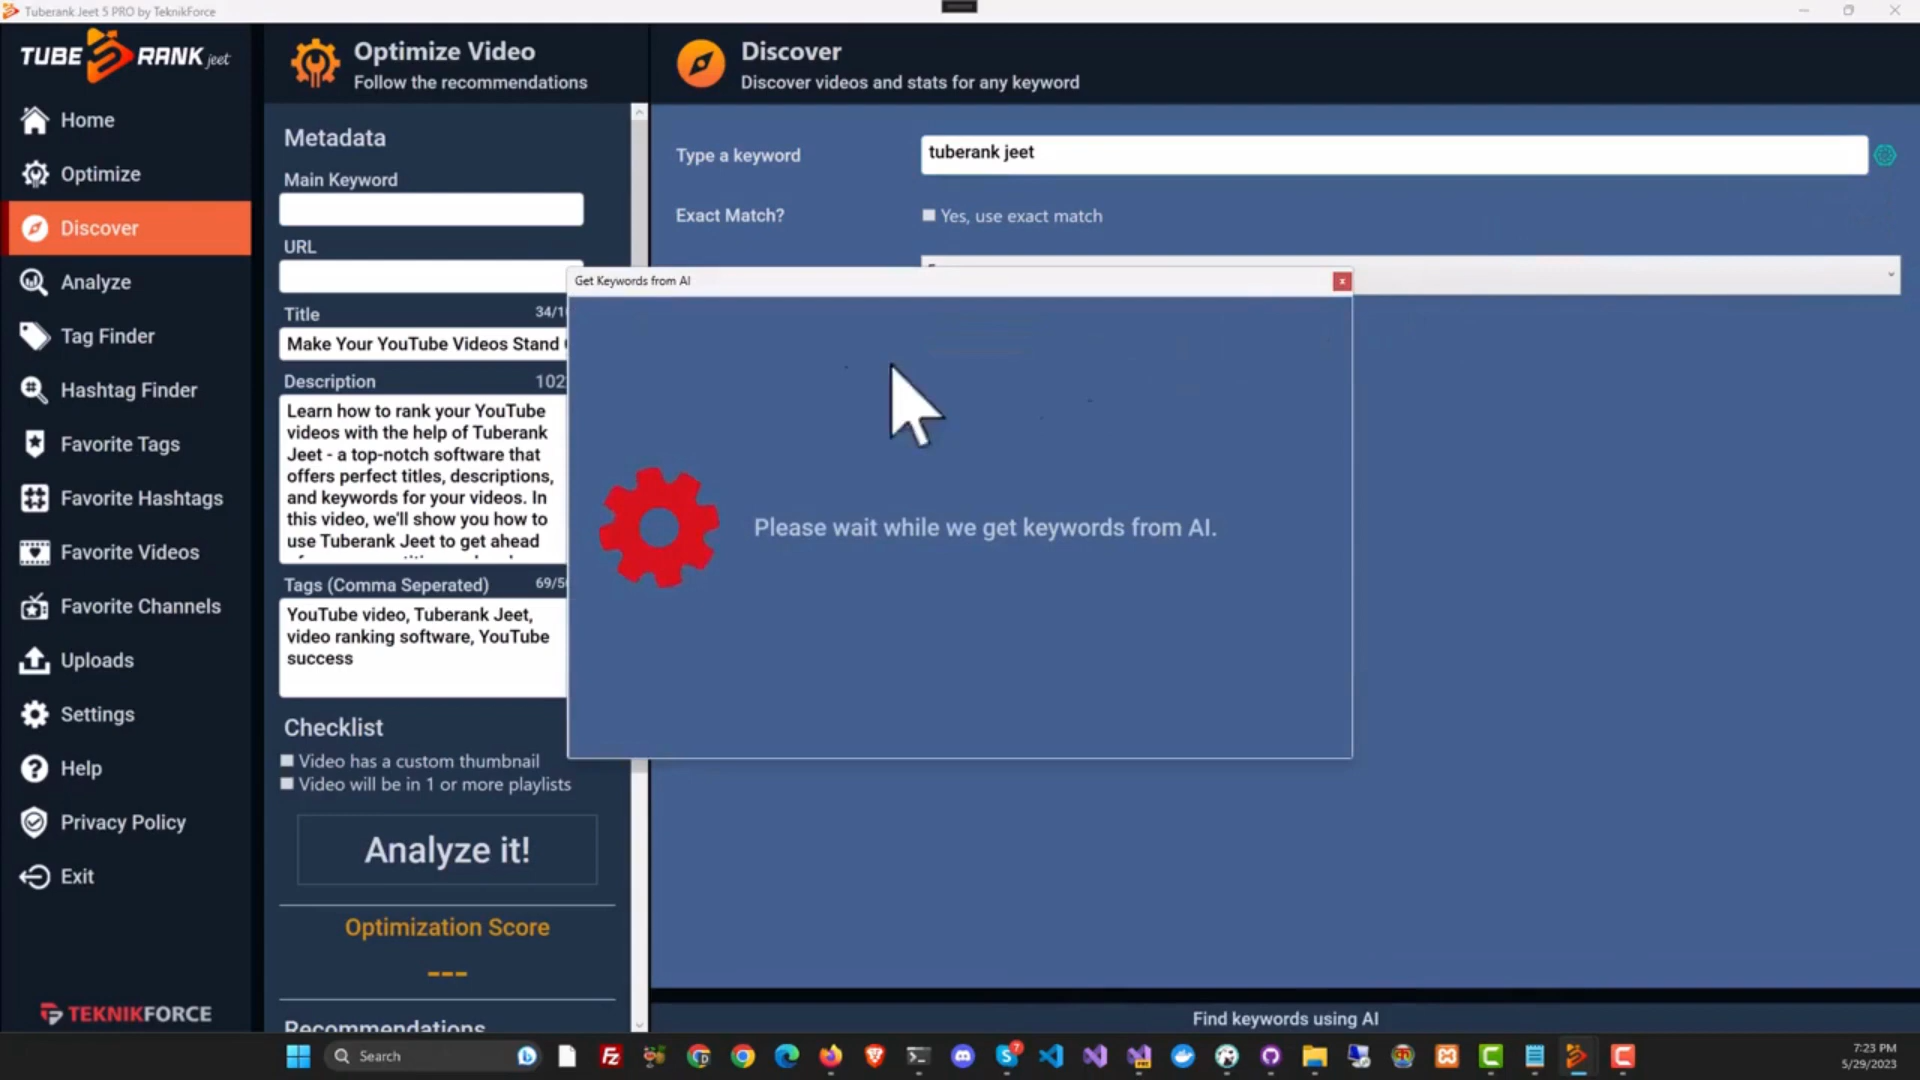 Tuberank Jeet 5 PRO by TeknikForce
TUBE 5 RANK jeet
Home
Optimize
Discover
Analyze
Tag Finder
Hashtag Finder
Favorite Tags
Favorite Hashtags
Favorite Videos
Favorite Channels
Uploads
Settings
Help
Privacy Policy
Exit
TEKNIKFORCE
Optimize Video
Follow the recommendations
Metadata
Main Keyword
URL
Title 34/1
Make Your YouTube Videos Stand
Description 102
Learn how to rank your YouTube
videos with the help of Tuberank
Jeet - a top-notch software that
offers perfect titles, descriptions,
and keywords for your videos. In
this video, we'll show you how to
use Tuberank Jeet to get ahead
Tags (Comma Seperated) 69/5
YouTube video, Tuberank Jeet,
video ranking software, YouTube
success
Checklist
Video has a custom thumbnail
Video will be in 1 or more playlists
Analyze it!
Optimization Score
---
Recommendations
Discover
Discover videos and stats for any keyword
Type a keyword
tuberank jeet
Exact Match?
Yes, use exact match
Get Keywords from AI
Please wait while we get keywords from AI.
Find keywords using AI
Search
7:23 PM
5/29/2023